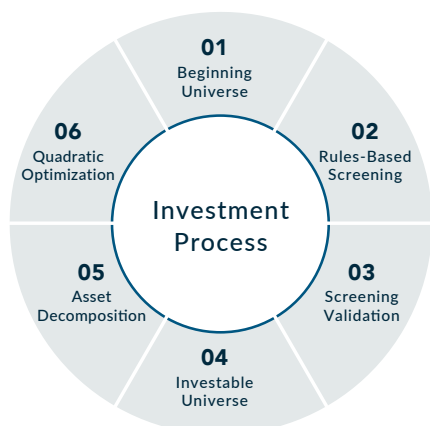 01
Beginning
Universe
02
Rules-Based
Screening
03
Screening
Validation
04
Investable
Universe
05
Asset
Decomposition
06
Quadratic
Optimization
Investment
Process